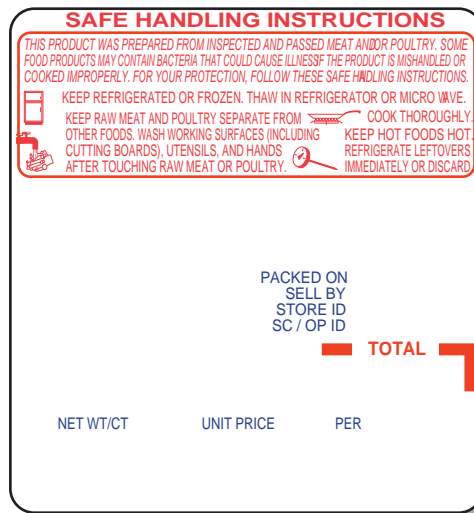 SAFE HANDLING INSTRUCTIONS
THIS PRODUCT WAS PREPARED FROM INSPECTED AND PASSED MEAT AND/OR POULTRY. SOME
FOOD PRODUCTS MAY CONTAIN BACTERIA THAT COULD CAUSE ILLNESS IF THE PRODUCT IS MISHANDLED OR
COOKED IMPROPERLY. FOR YOUR PROTECTION, FOLLOW THESE SAFE HANDLING INSTRUCTIONS.
KEEP REFRIGERATED OR FROZEN. THAW IN REFRIGERATOR OR MICRO WAVE.
KEEP RAW MEAT AND POULTRY SEPARATE FROM
OTHER FOODS. WASH WORKING SURFACES (INCLUDING
CUTTING BOARDS), UTENSILS, AND HANDS
AFTER TOUCHING RAW MEAT OR POULTRY.
COOK THOROUGHLY.
KEEP HOT FOODS HOT.
REFRIGERATE LEFTOVERS
IMMEDIATELY OR DISCARD
PACKED ON
SELL BY
STORE ID
SC / OP ID
TOTAL
NET WT/CT UNIT PRICE PER